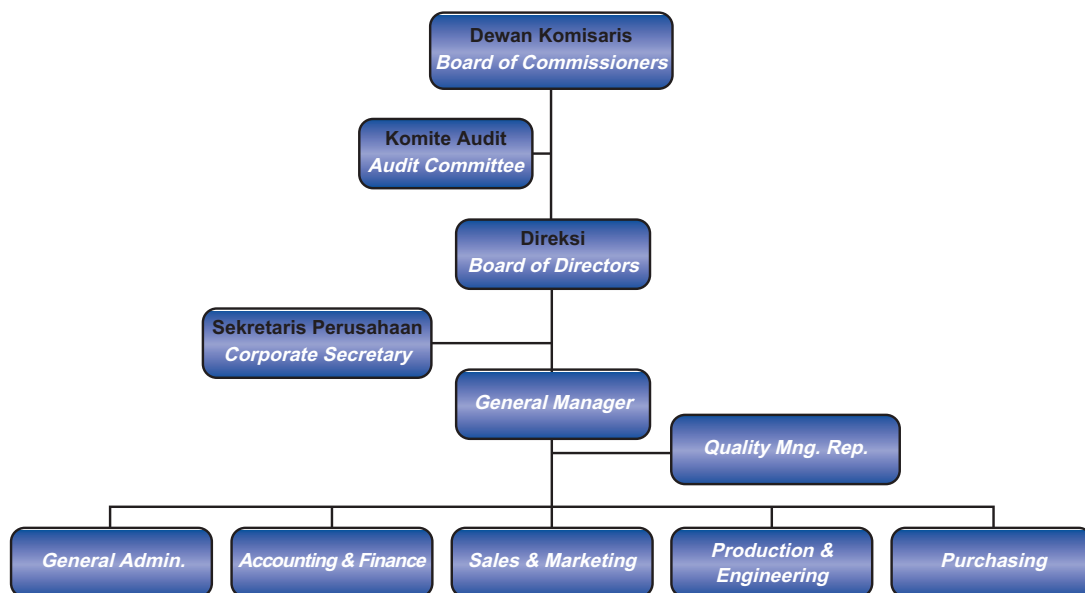 Dewan Komisaris
Board of Commissioners
Komite Audit
Audit Committee
Direksi
Board of Directors
Sekretaris Perusahaan
Corporate Secretary
General Manager
Quality Mng. Rep.
General Admin.
Accounting & Finance
Sales & Marketing
Production &
Engineering
Purchasing